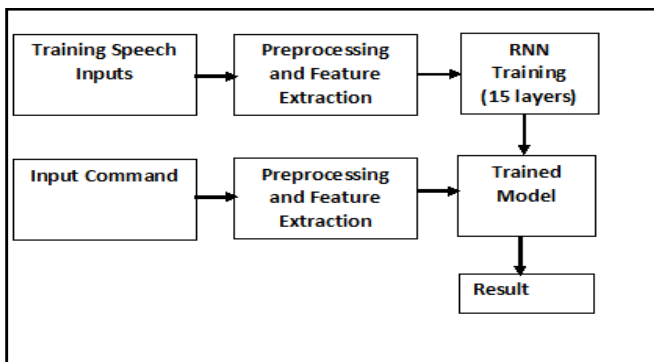 Training Speech
Inputs
Preprocessing
and Feature
Extraction
RNN
Training
(15 layers)
Input Command
Preprocessing
and Feature
Extraction
Trained
Model
Result